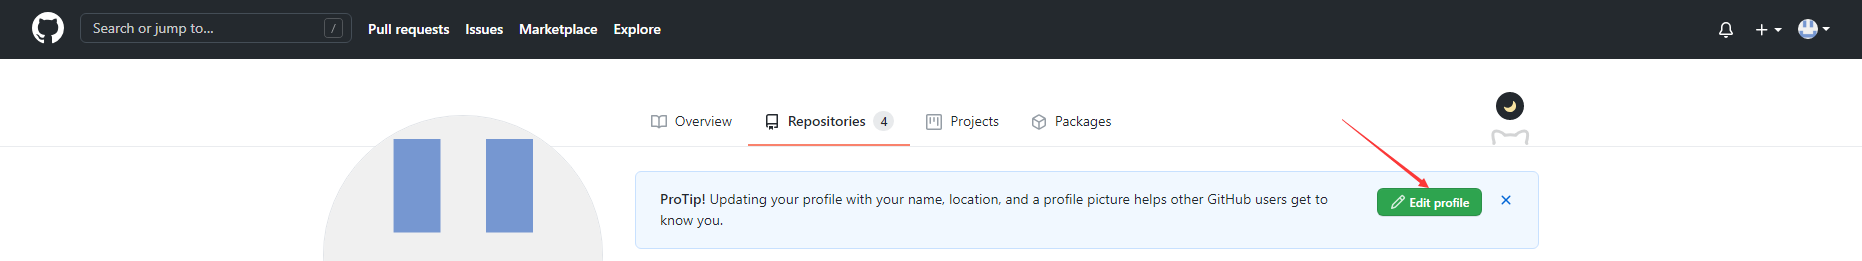 Search or jump to... /
Pull requests
Issues
Marketplace
Explore
Overview
Repositories 4
Projects
Packages
ProTip! Updating your profile with your name, location, and a profile picture helps other GitHub users get to
know you.
Edit profile